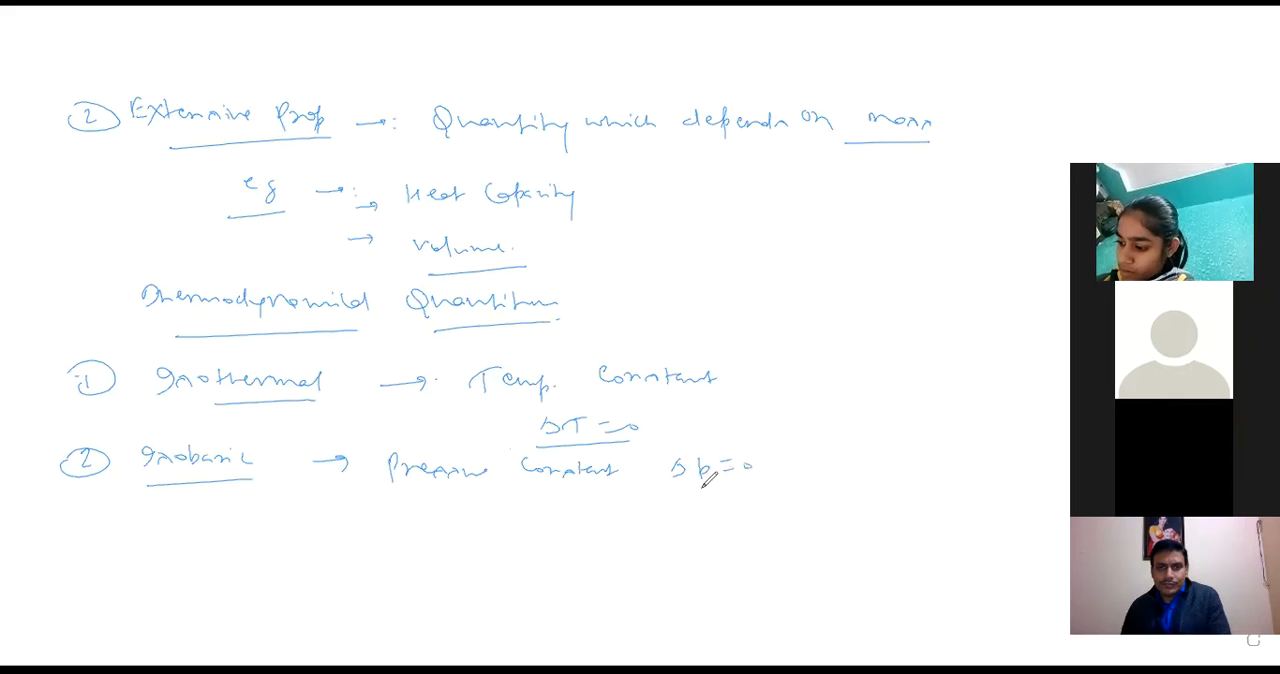 2 Extensive Prop → : Quantity which depends on mass
eg → : → Heat Capacity
→ Volume.
Thermodynamical Quantities
1 Isothermal → Temp. Constant
ΔT = 0
2 Isobaric → Pressure Constant Δp = 0